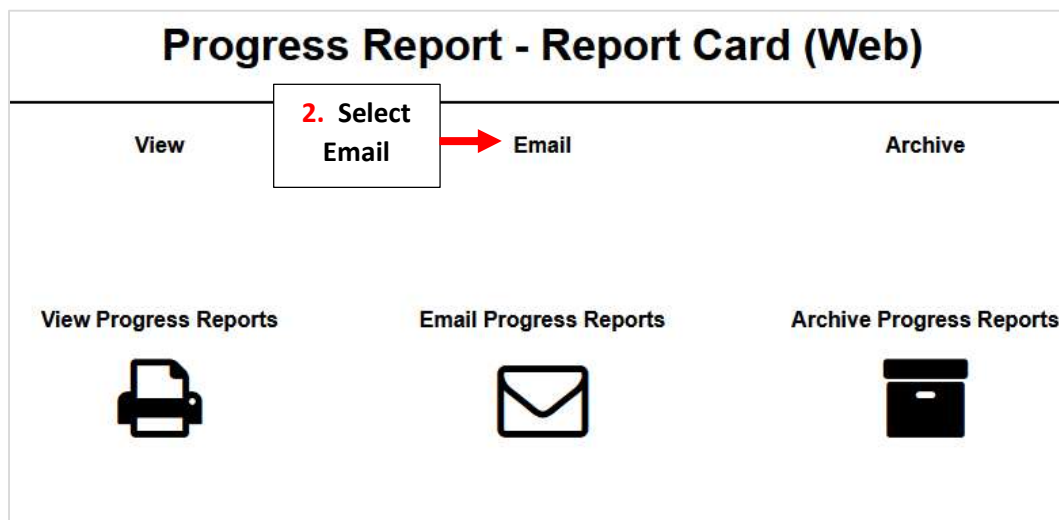 Progress Report - Report Card (Web)
2. Select
Email
View
Email
Archive
View Progress Reports
Email Progress Reports
Archive Progress Reports